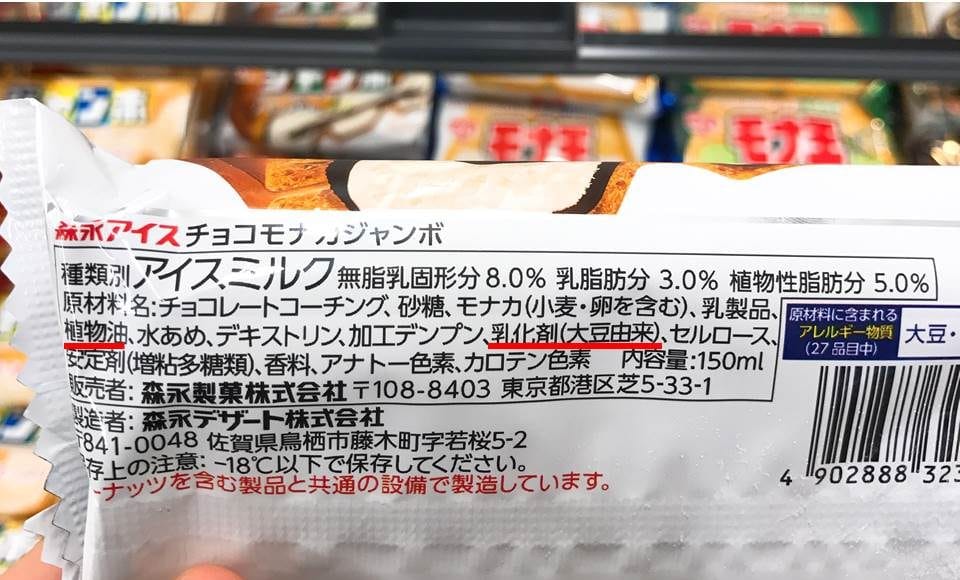 ジャンボ
ジャンボ
モナ王
森永アイス チョコモナカジャンボ
種類別 アイスミルク 無脂乳固形分 8.0% 乳脂肪分 3.0% 植物性脂肪分 5.0%
原材料名:チョコレートコーチング、砂糖、モナカ(小麦・卵を含む)、乳製品、
植物油、水あめ、デキストリン、加工デンプン、乳化剤(大豆由来)、セルロース、
安定剤(増粘多糖類)、香料、アナトー色素、カロテン色素 内容量:150ml
販売者: 森永製菓株式会社 〒108-8403 東京都港区芝5-33-1
製造者: 森永デザート株式会社
〒841-0048 佐賀県鳥栖市藤木町字若桜5-2
存上の注意: -18℃以下で保存してください。
ーナッツを含む製品と共通の設備で製造しています。
原材料に含まれる
アレルギー物質
(27品目中)
大豆・
4 902888 323